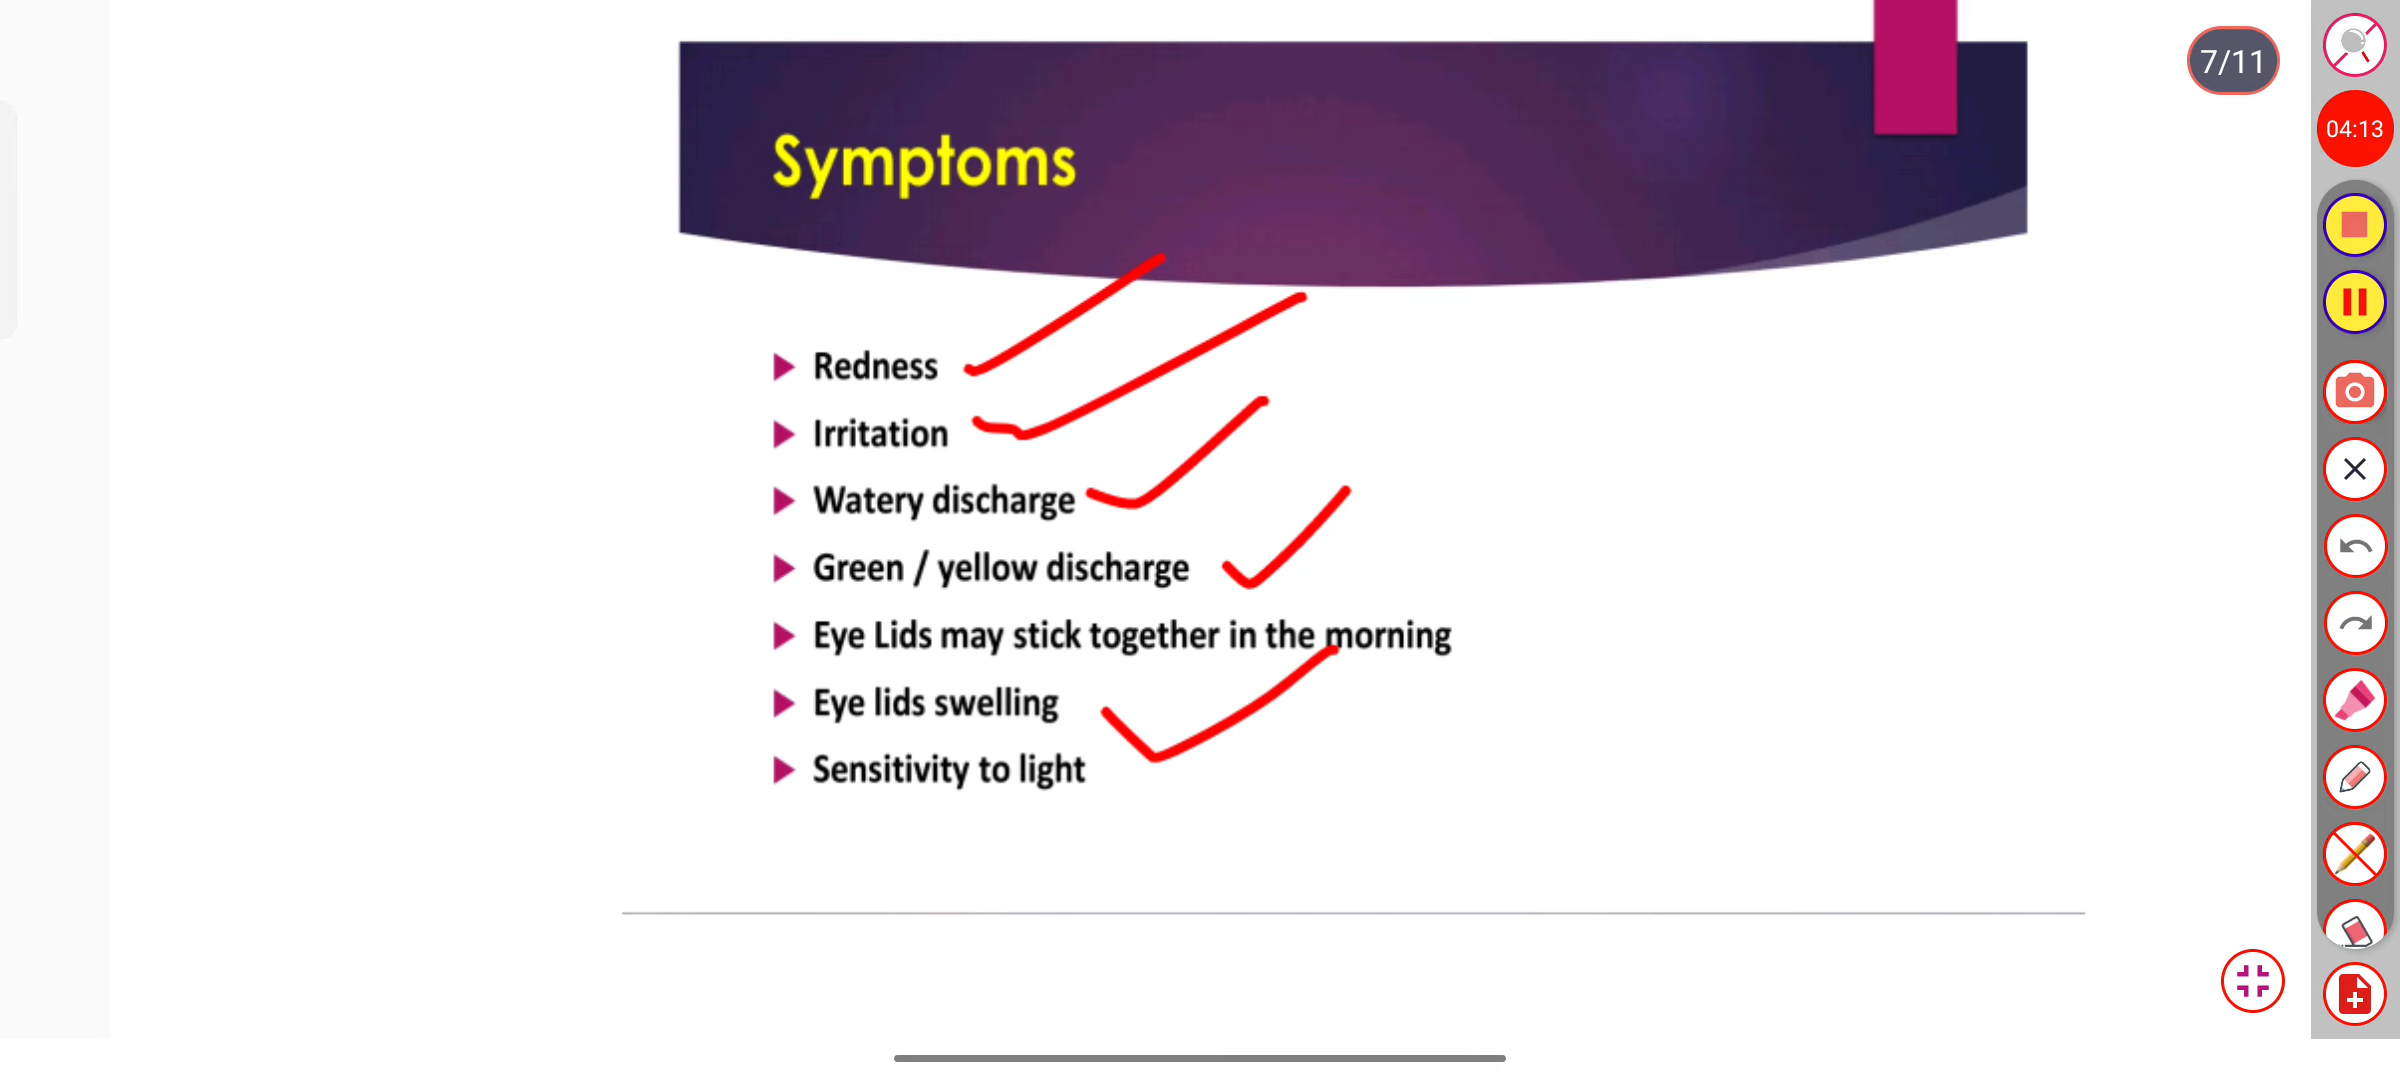 7/11
04:13
Symptoms
Redness
Irritation
Watery discharge
Green / yellow discharge
Eye Lids may stick together in the morning
Eye lids swelling
Sensitivity to light